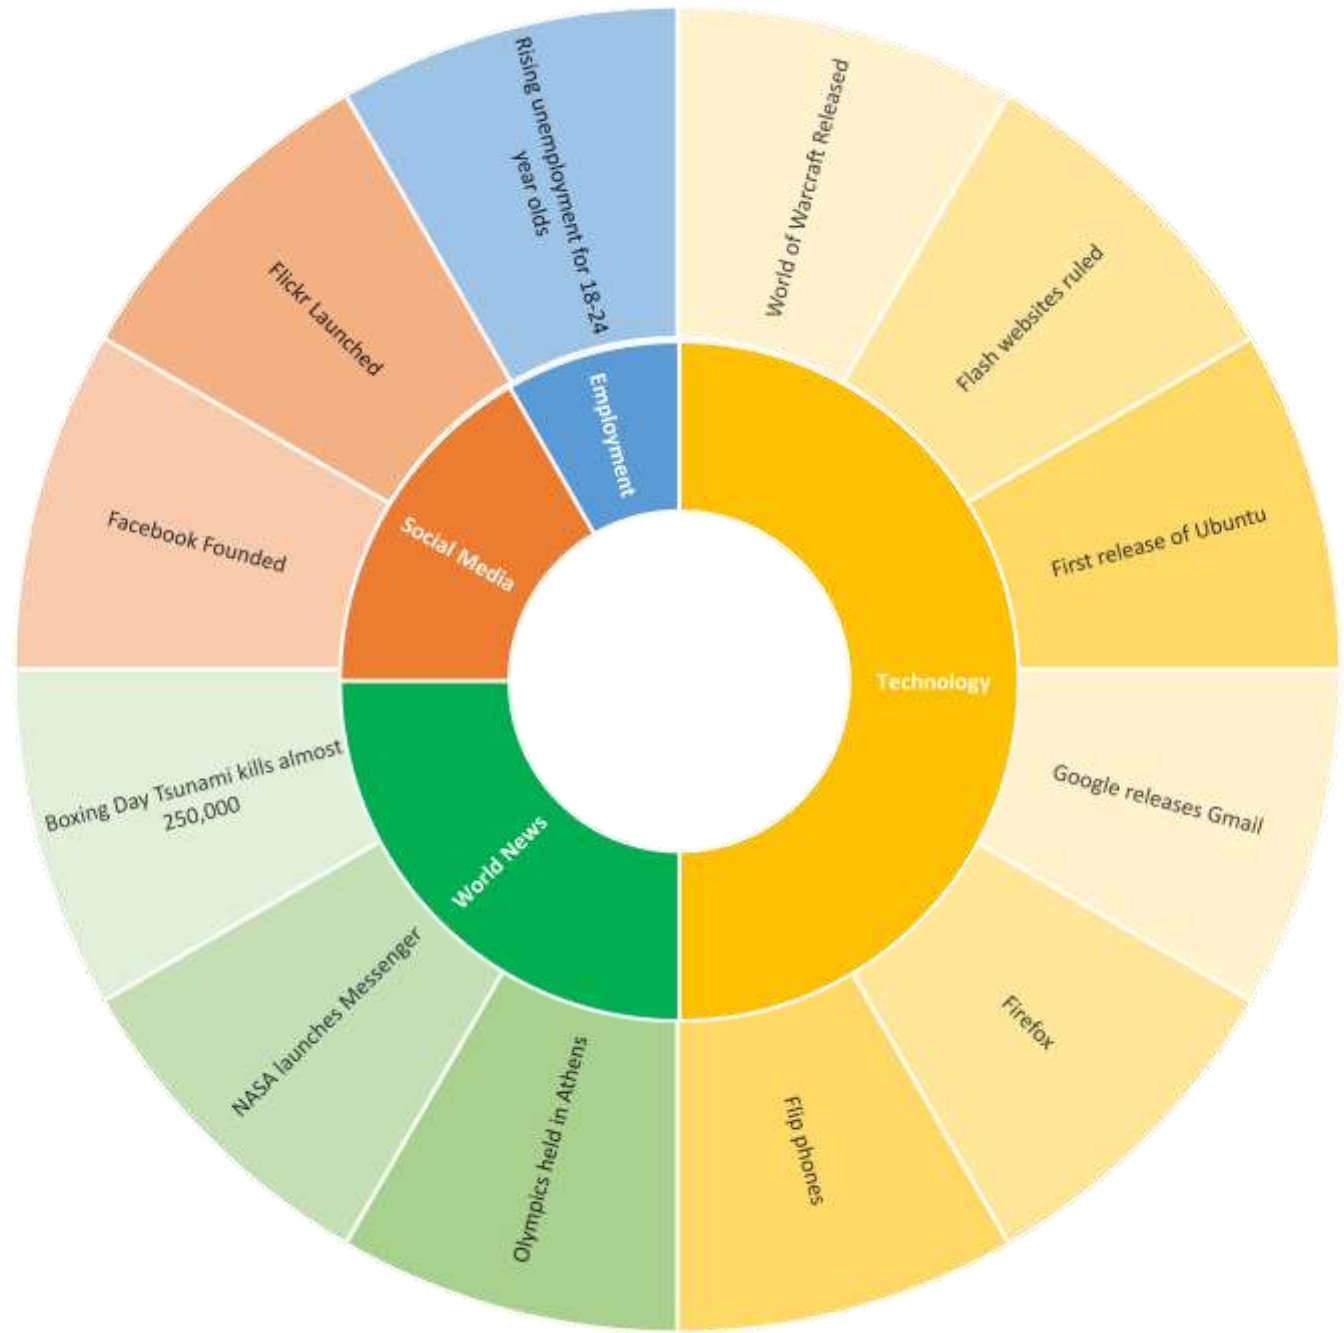 World of Warcraft Released
Flash websites ruled
First release of Ubuntu
Google releases Gmail
Firefox
Flip phones
Olympics held in Athens
NASA launches Messenger
Boxing Day Tsunami kills almost
250,000
Facebook Founded
Flickr Launched
Rising unemployment for 18-24
year olds
Technology
World News
Social Media
Employment